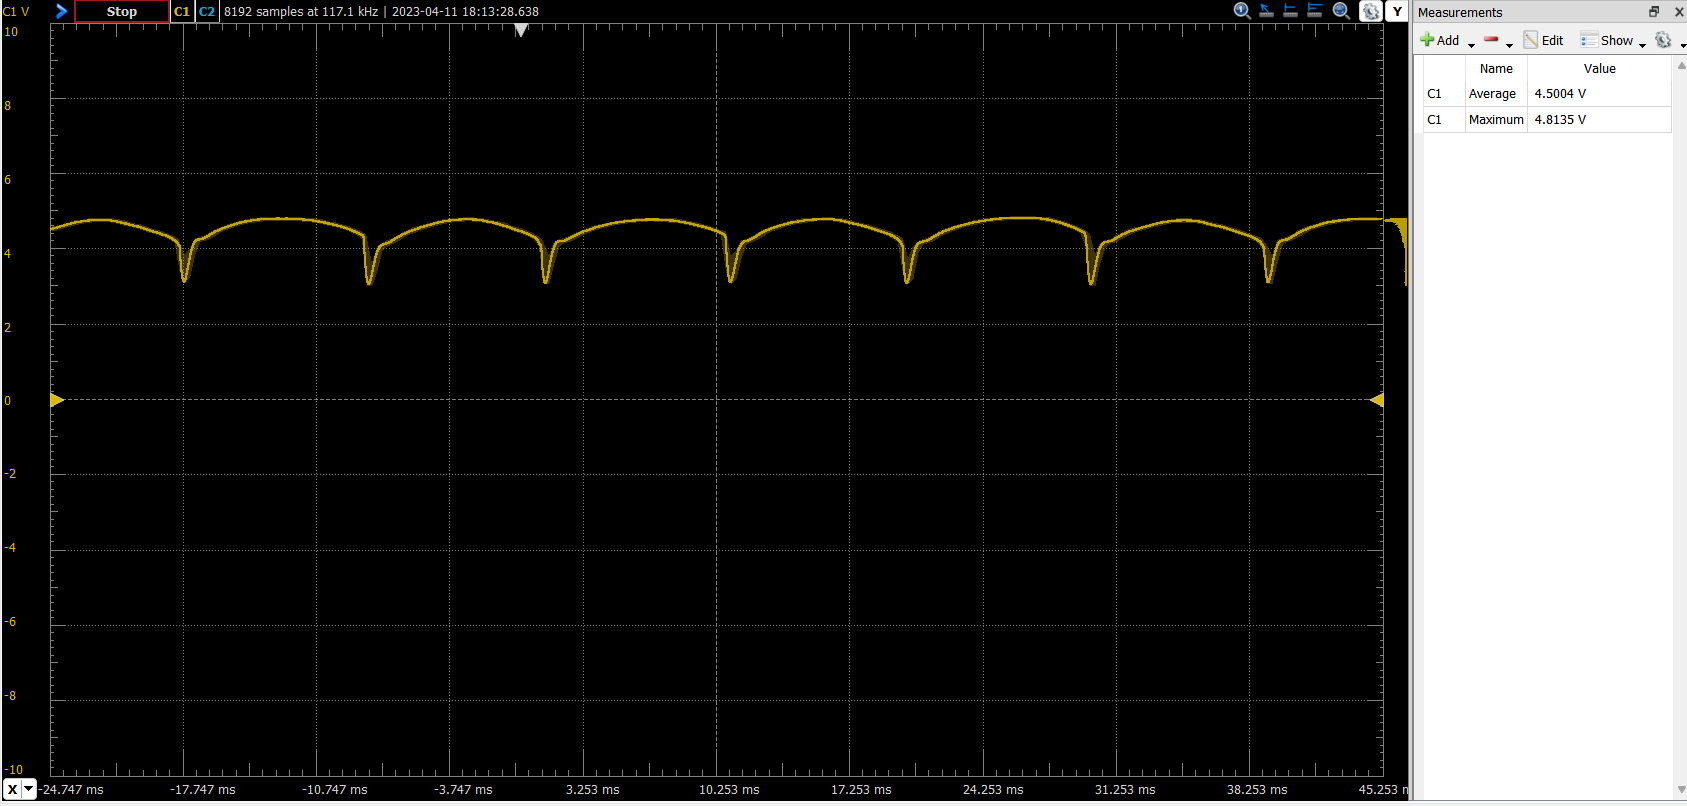 C1 V
Stop
C1 C2 8192 samples at 117.1 kHz | 2023-04-11 18:13:28.638
Y
10
8
6
4
2
0
-2
-4
-6
-8
-10
X
-24.747 ms -17.747 ms -10.747 ms -3.747 ms 3.253 ms 10.253 ms 17.253 ms 24.253 ms 31.253 ms 38.253 ms 45.253 m
Measurements
Add Edit Show
Name Value
C1 Average 4.5004 V
C1 Maximum 4.8135 V